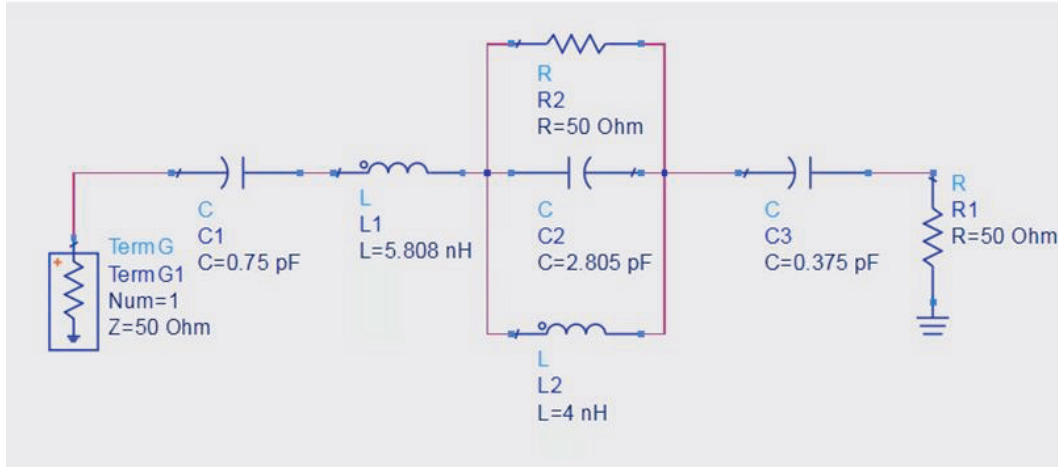 R
R2
R=50 Ohm
C
C1
C=0.75 pF
L
L1
L=5.808 nH
C
C2
C=2.805 pF
C
C3
C=0.375 pF
R
R1
R=50 Ohm
TermG
TermG1
Num=1
Z=50 Ohm
+
L
L2
L=4 nH